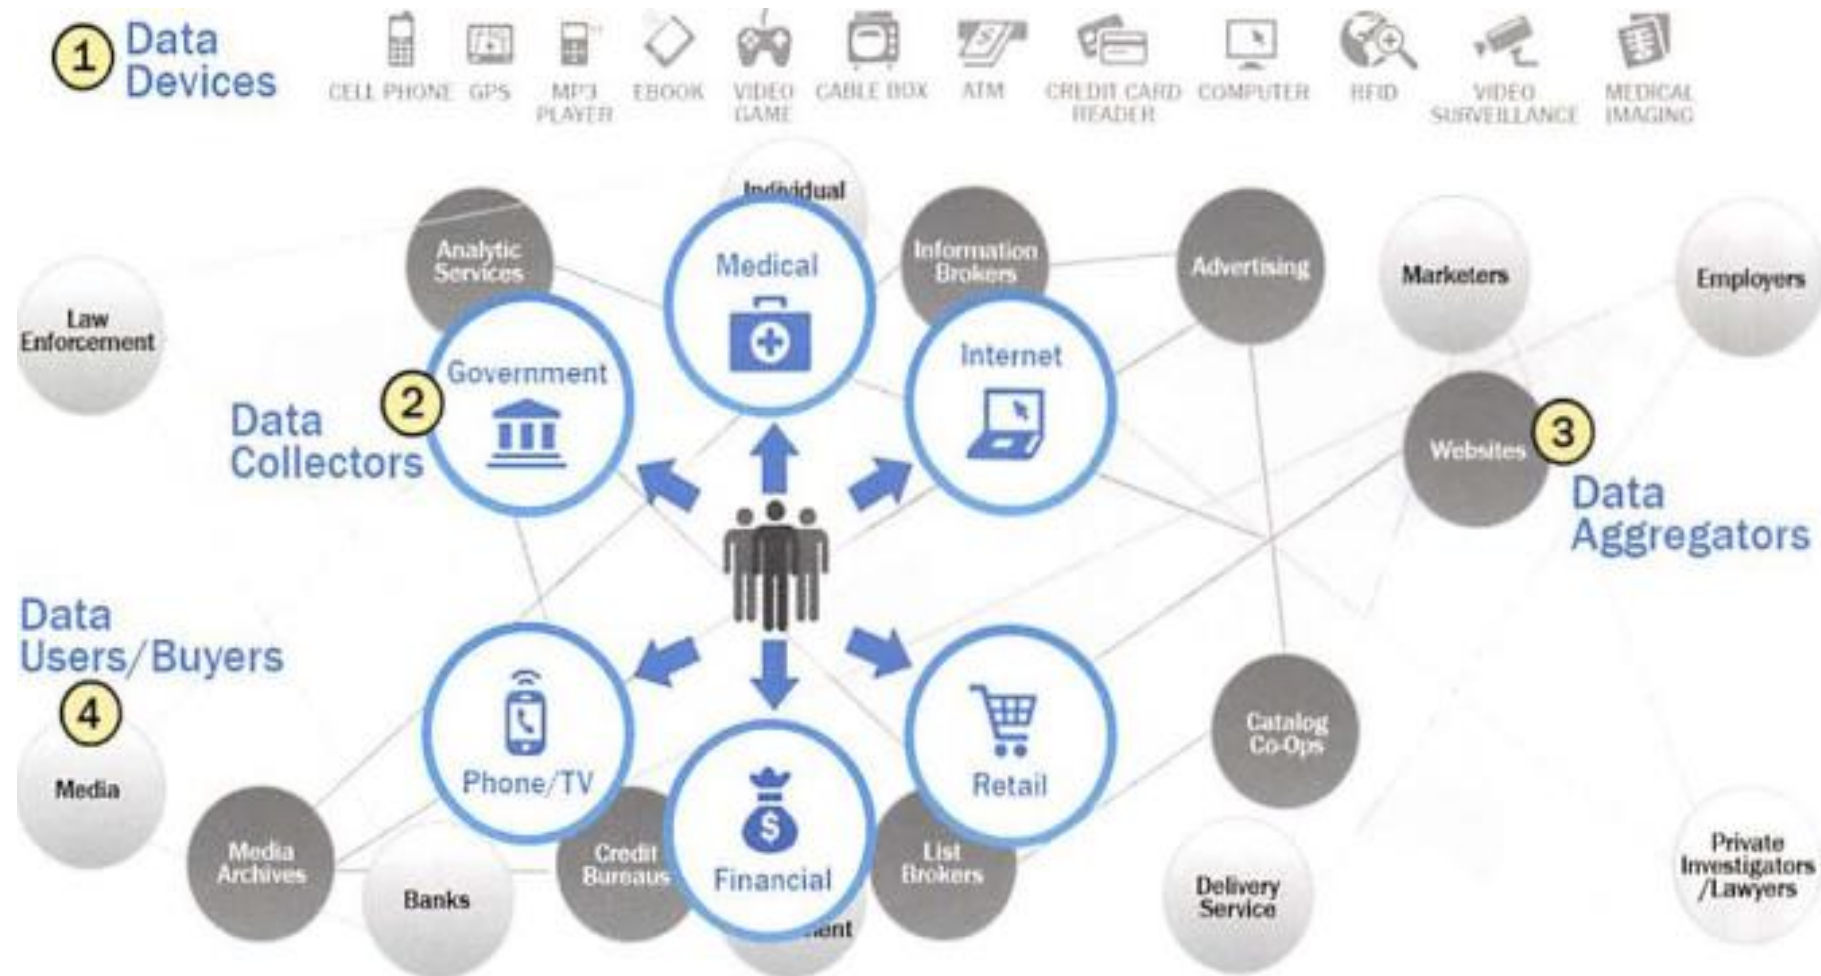 1
Data
Devices
CELL PHONE
GPS
MP3
PLAYER
EBOOK
VIDEO
GAME
CABLE BOX
ATM
CREDIT CARD
READER
COMPUTER
RFID
VIDEO
SURVEILLANCE
MEDICAL
IMAGING
Individual
Analytic
Services
Medical
Information
Brokers
Advertising
Marketers
Employers
Law
Enforcement
Government
Internet
2
Data
Collectors
Websites
3
Data
Aggregators
Data
Users/Buyers
4
Media
Phone/TV
Retail
Catalog
Co-Ops
Media
Archives
Banks
Credit
Bureaus
$
Financial
List
Brokers
Delivery
Service
Private
Investigators
/Lawyers